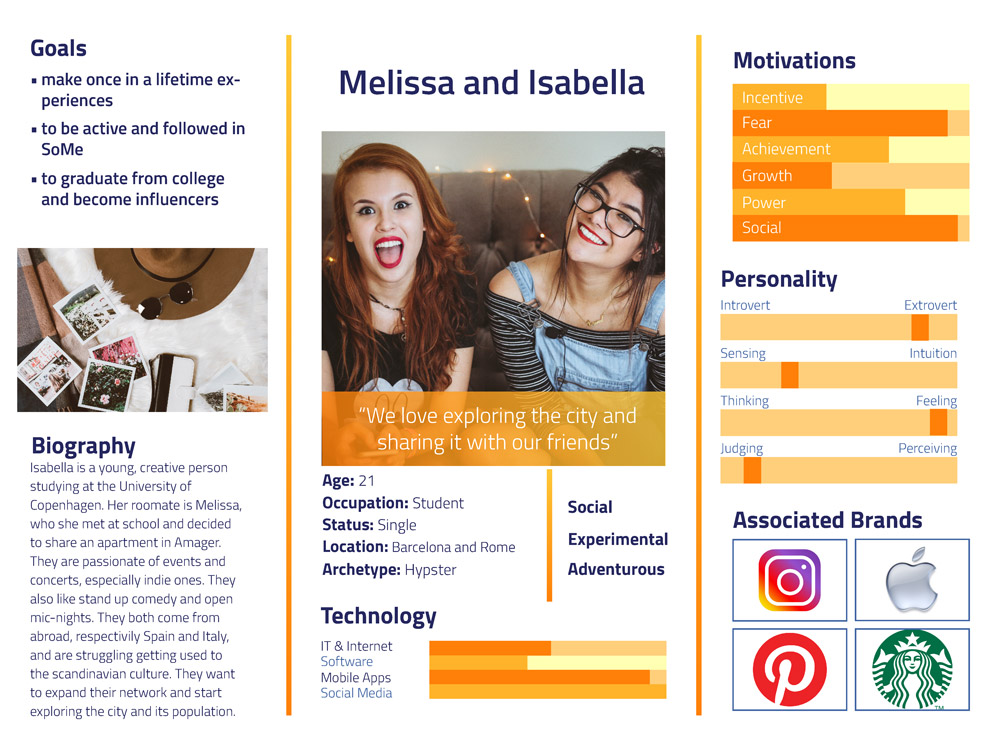 Goals
▪ make once in a lifetime ex-
periences
▪ to be active and followed in
SoMe
▪ to graduate from college
and become influencers
Biography
Isabella is a young, creative person
studying at the University of
Copenhagen. Her roomate is Melissa,
who she met at school and decided
to share an apartment in Amager.
They are passionate of events and
concerts, especially indie ones. They
also like stand up comedy and open
mic-nights. They both come from
abroad, respectivily Spain and Italy,
and are struggling getting used to
the scandinavian culture. They want
to expand their network and start
exploring the city and its population.
Melissa and Isabella
"We love exploring the city and
sharing it with our friends"
Age: 21
Occupation: Student
Status: Single
Location: Barcelona and Rome
Archetype: Hypster
Social
Experimental
Adventurous
Technology
IT & Internet
Software
Mobile Apps
Social Media
Motivations
Incentive
Fear
Achievement
Growth
Power
Social
Personality
Introvert Extrovert
Sensing Intuition
Thinking Feeling
Judging Perceiving
Associated Brands
TM